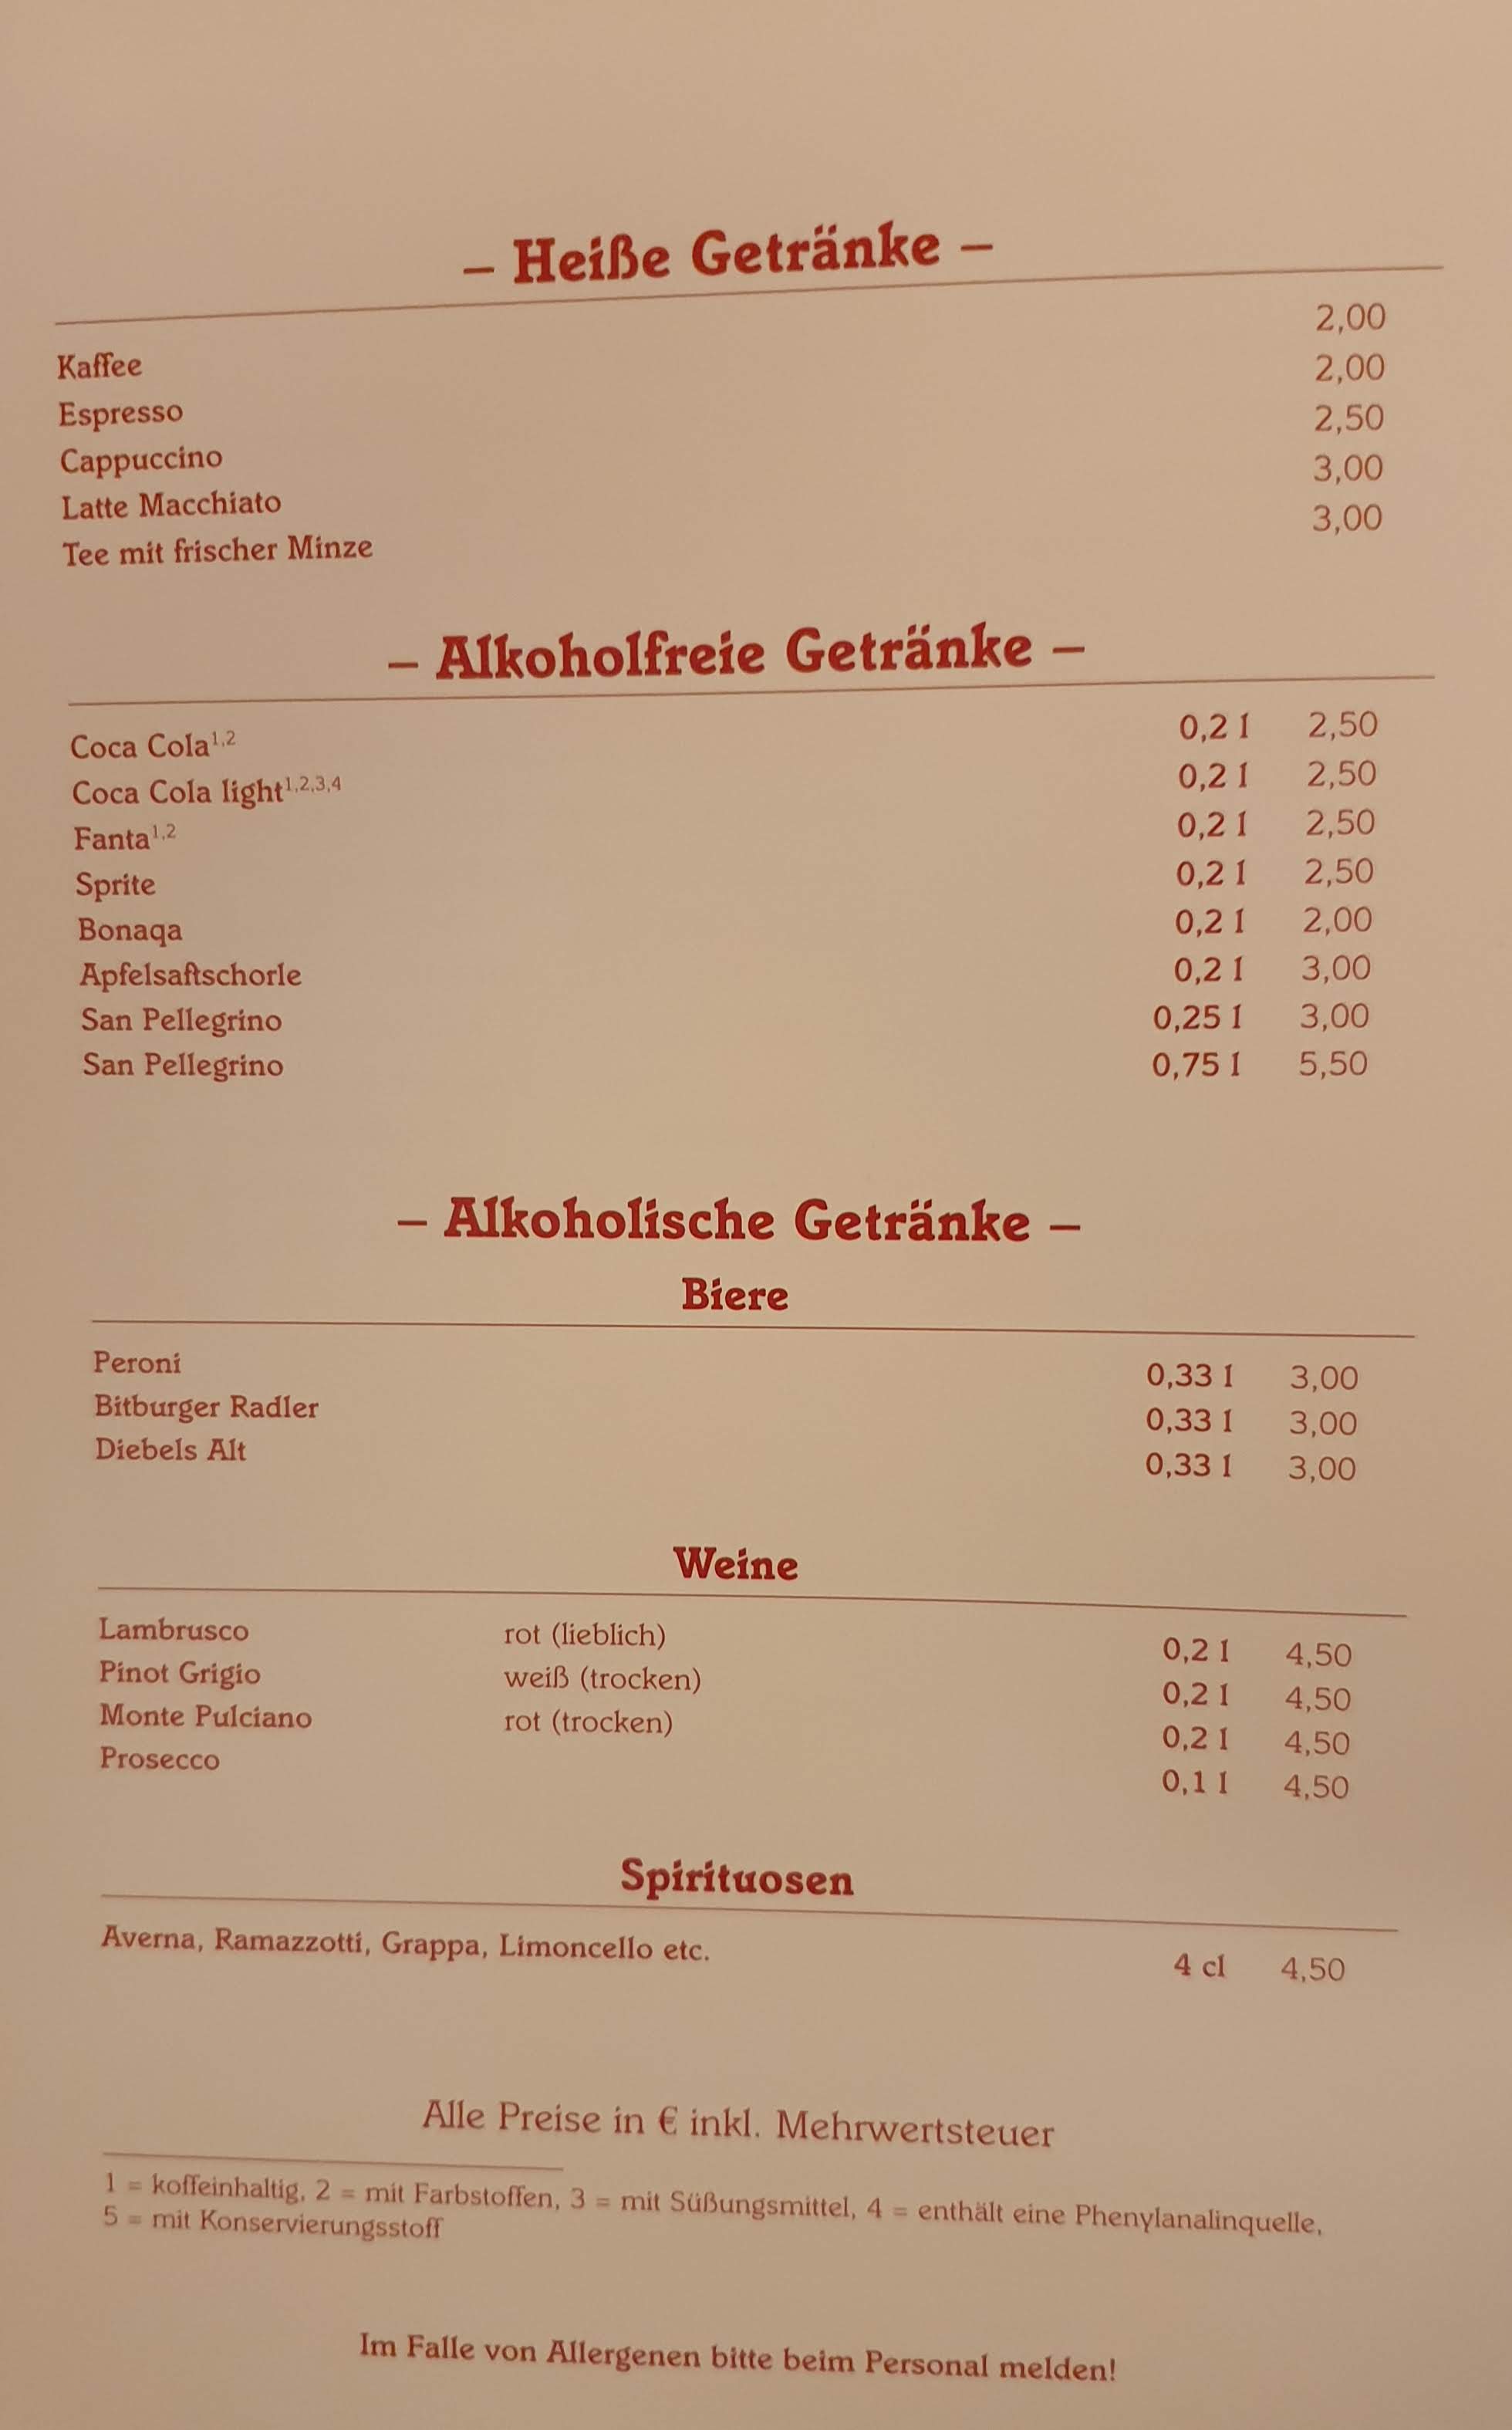 – Heiße Getränke –
Kaffee 2,00
Espresso 2,00
Cappuccino 2,50
Latte Macchiato 3,00
Tee mit frischer Minze 3,00
– Alkoholfreie Getränke –
Coca Cola1,2 0,2 l 2,50
Coca Cola light1,2,3,4 0,2 l 2,50
Fanta1,2 0,2 l 2,50
Sprite 0,2 l 2,50
Bonaqa 0,2 l 2,00
Apfelsaftschorle 0,2 l 3,00
San Pellegrino 0,25 l 3,00
San Pellegrino 0,75 l 5,50
– Alkoholische Getränke –
Biere
Peroni 0,33 l 3,00
Bitburger Radler 0,33 l 3,00
Diebels Alt 0,33 l 3,00
Weine
Lambrusco rot (lieblich) 0,2 l 4,50
Pinot Grigio weiß (trocken) 0,2 l 4,50
Monte Pulciano rot (trocken) 0,2 l 4,50
Prosecco 0,1 l 4,50
Spirituosen
Averna, Ramazzotti, Grappa, Limoncello etc. 4 cl 4,50
Alle Preise in € inkl. Mehrwertsteuer
1 = koffeinhaltig, 2 = mit Farbstoffen, 3 = mit Süßungsmittel, 4 = enthält eine Phenylanalinquelle,
5 = mit Konservierungsstoff
Im Falle von Allergenen bitte beim Personal melden!